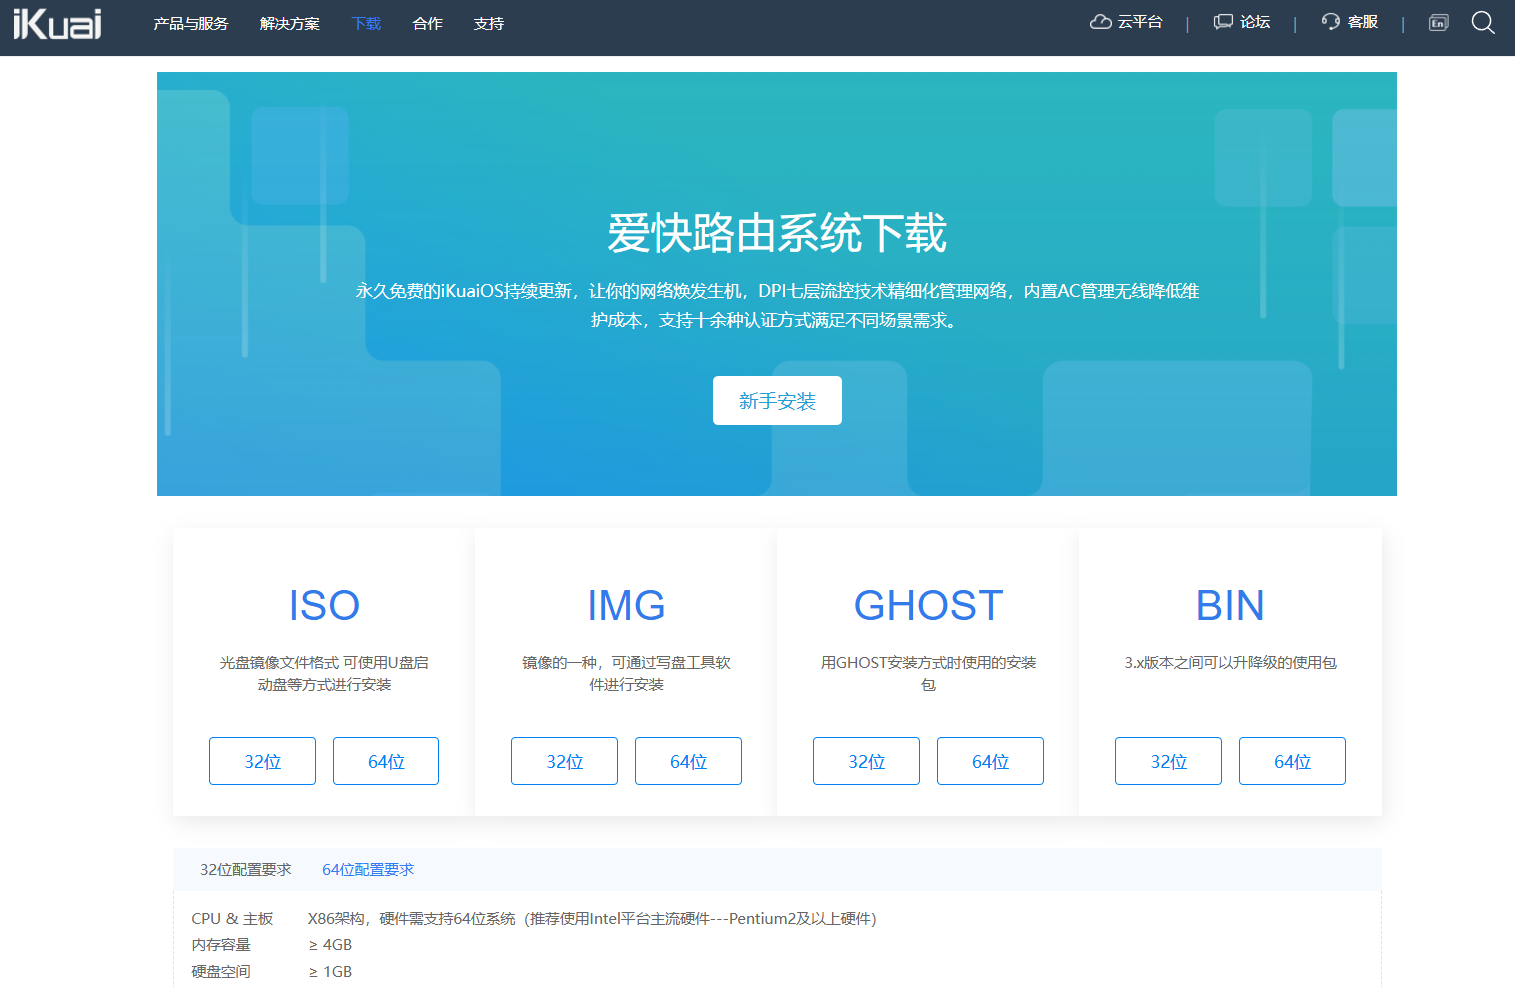 iKuai 产品与服务 解决方案 下载 合作 支持 云平台 | 论坛 | 客服 | En
爱快路由系统下载
永久免费的iKuaiOS持续更新，让你的网络焕发生机，DPI七层流控技术精细化管理网络，内置AC管理无线降低维
护成本，支持十余种认证方式满足不同场景需求。
新手安装
ISO
光盘镜像文件格式 可使用U盘启
动盘等方式进行安装
32位 64位
IMG
镜像的一种，可通过写盘工具软
件进行安装
32位 64位
GHOST
用GHOST安装方式时使用的安装
包
32位 64位
BIN
3.x版本之间可以升降级的使用包
32位 64位
32位配置要求 64位配置要求
CPU & 主板 X86架构，硬件需支持64位系统（推荐使用Intel平台主流硬件---Pentium2及以上硬件）
内存容量 ≥ 4GB
硬盘空间 ≥ 1GB